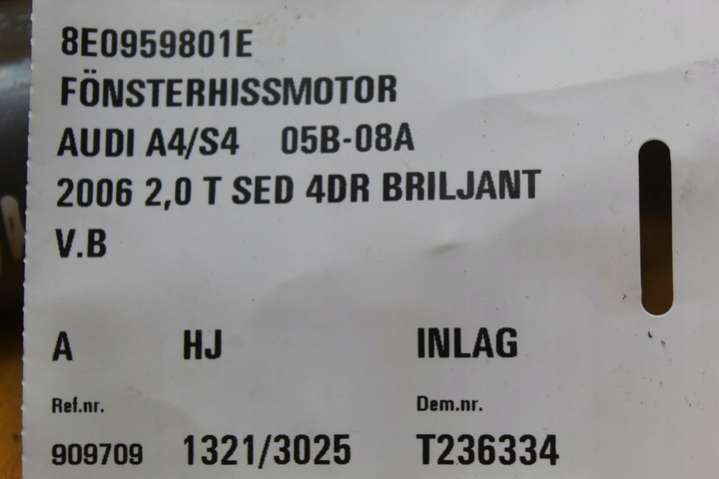 8E0959801E
FÖNSTERHISSMOTOR
AUDI A4/S4 05B-08A
2006 2,0 T SED 4DR BRILJANT
V.B
A HJ INLAG
Ref.nr. Dem.nr.
909709 1321/3025 T236334